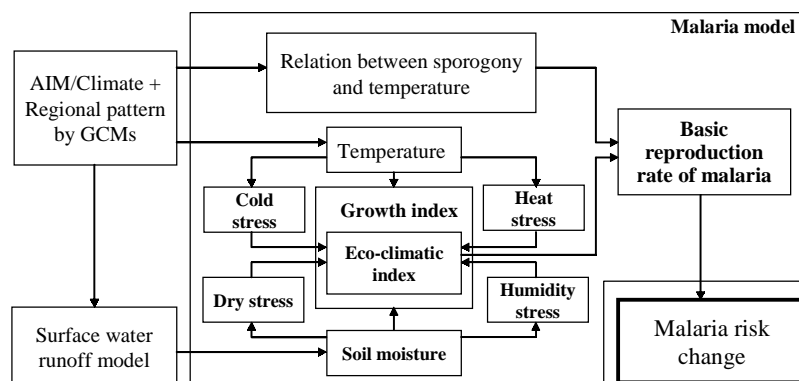 Malaria model
AIM/Climate +
Regional pattern
by GCMs
Relation between sporogony
and temperature
Basic
reproduction
rate of malaria
Temperature
Cold
stress
Growth index
Heat
stress
Eco-climatic
index
Dry stress
Humidity
stress
Surface water
runoff model
Soil moisture
Malaria risk
change